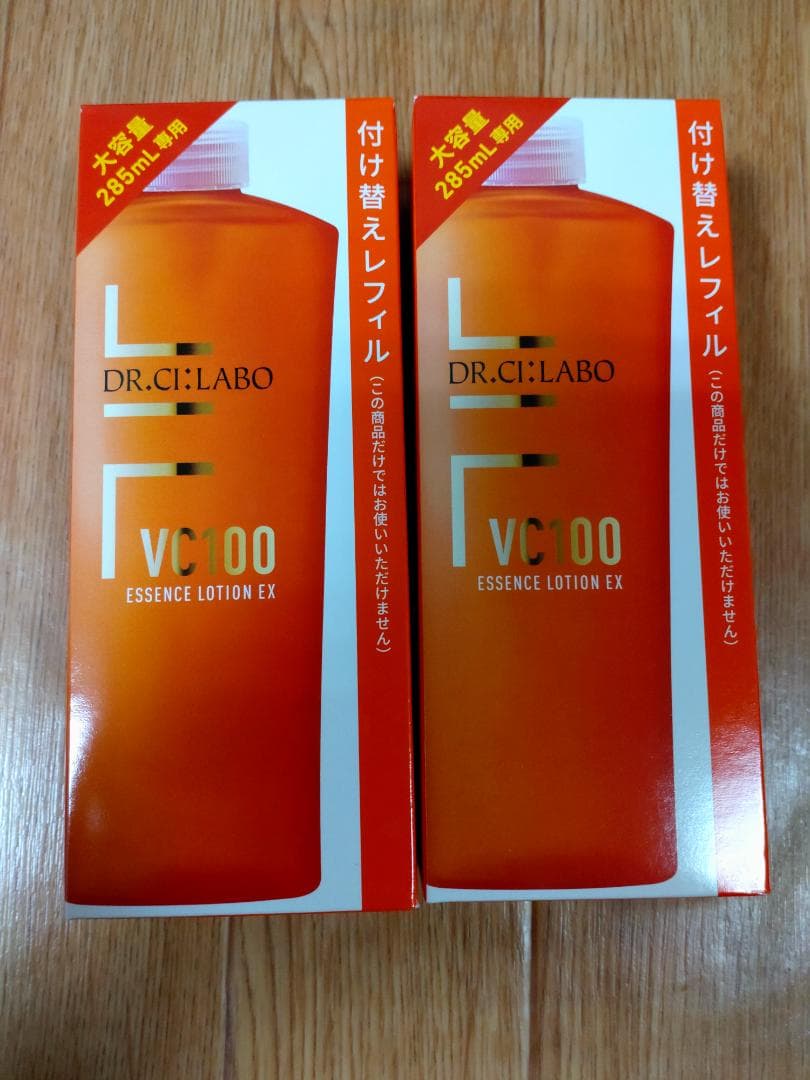 大容量
285mL専用
付け替えレフィル（この商品だけではお使いいただけません）
DR.CI:LABO
VC100
ESSENCE LOTION EX
大容量
285mL専用
付け替えレフィル（この商品だけではお使いいただけません）
DR.CI:LABO
VC100
ESSENCE LOTION EX